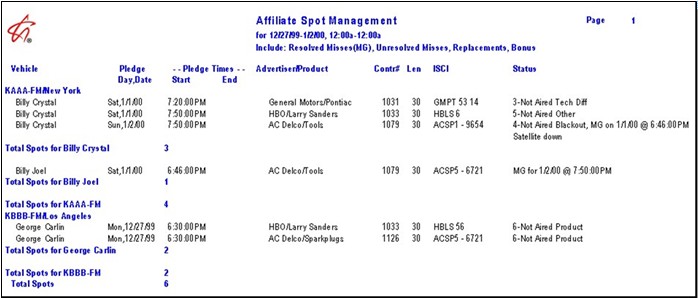 Affiliate Spot Management Page 1
for 12/27/99-1/2/00, 12:00a-12:00a
Include: Resolved Misses(MG), Unresolved Misses, Replacements, Bonus
Vehicle Pledge - - Pledge Times - - Advertiser/Product Contr# Len ISCI Status
Day,Date Start End
KAAA-FM/New York
Billy Crystal Sat,1/1/00 7:20:00PM General Motors/Pontiac 1031 30 GMPT 53 14 3-Not Aired Tech Diff
Billy Crystal Sat,1/1/00 7:50:00PM HBO/Larry Sanders 1033 30 HBLS 6 5-Not Aired Other
Billy Crystal Sun,1/2/00 7:50:00PM AC Delco/Tools 1079 30 ACSP1 - 9654 4-Not Aired Blackout, MG on 1/1/00 @ 6:46:00PM
Satellite down
Total Spots for Billy Crystal 3
Billy Joel Sat,1/1/00 6:46:00PM AC Delco/Tools 1079 30 ACSP5 - 6721 MG for 1/2/00 @ 7:50:00PM
Total Spots for Billy Joel 1
Total Spots for KAAA-FM 4
KBBB-FM/Los Angeles
George Carlin Mon,12/27/99 6:30:00PM HBO/Larry Sanders 1033 30 HBLS 56 6-Not Aired Product
George Carlin Mon,12/27/99 6:30:00PM AC Delco/Sparkplugs 1126 30 ACSP5 - 6721 6-Not Aired Product
Total Spots for George Carlin 2
Total Spots for KBBB-FM 2
Total Spots 6